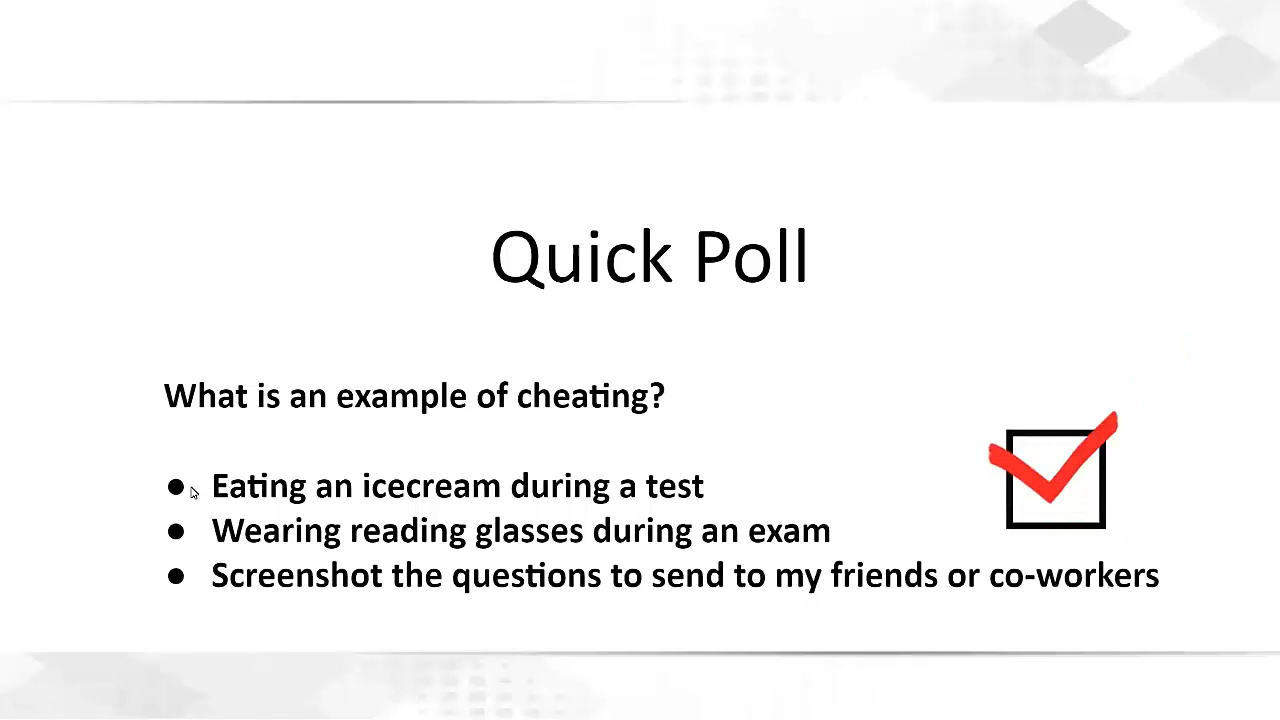 Quick Poll
What is an example of cheating?
● Eating an icecream during a test
● Wearing reading glasses during an exam
● Screenshot the questions to send to my friends or co-workers